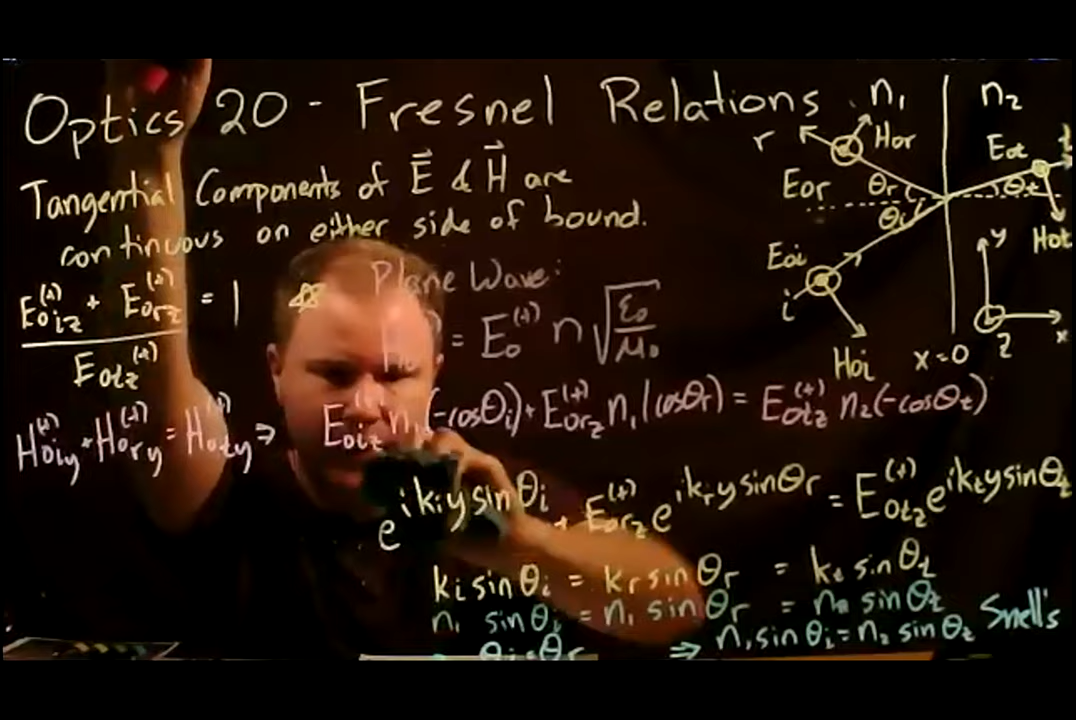 Optics 20 - Fresnel Relations
Tangential Components of E⃗ & H⃗ are
continuous on either side of bound.
E₀ᵢz⁽⁺⁾ + E₀ᵣz⁽⁺⁾ = 1
E₀ₜz⁽⁺⁾
Plane Wave:
= E₀⁽⁺⁾ n √(ε₀/μ₀)
H₀ᵢy⁽⁺⁾ + H₀ᵣy⁽⁺⁾ = H₀ₜy⁽⁺⁾ ⇒ E₀ᵢz n₁(-cosθᵢ) + E₀ᵣz⁽⁺⁾ n₁(cosθᵣ) = E₀ₜz⁽⁺⁾ n₂(-cosθₜ)
e^(ikᵢy sinθᵢ) + E₀ᵣz⁽⁺⁾ e^(ikᵣy sinθᵣ) = E₀ₜz⁽⁺⁾ e^(ikₜy sinθₜ)
kᵢ sinθᵢ = kᵣ sinθᵣ = kₜ sinθₜ
n₁ sinθᵢ = n₁ sinθᵣ = n₂ sinθₜ
θᵢ = θᵣ ⇒ n₁ sinθᵢ = n₂ sinθₜ Snell's
n₁ n₂
r H₀ᵣ
E₀ₜ t
E₀ᵣ θᵣ θₜ
θᵢ
y H₀ₜ
E₀ᵢ
i
z x
H₀ᵢ x=0